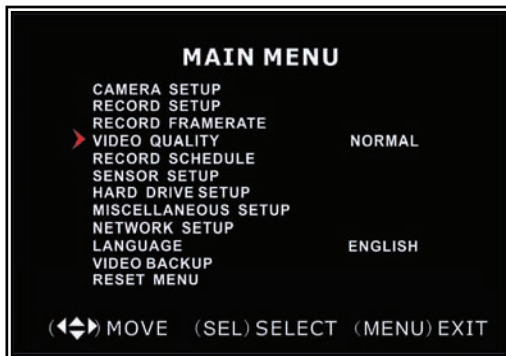 MAIN MENU
CAMERA SETUP
RECORD SETUP
RECORD FRAMERATE
VIDEO QUALITY NORMAL
RECORD SCHEDULE
SENSOR SETUP
HARD DRIVE SETUP
MISCELLANEOUS SETUP
NETWORK SETUP
LANGUAGE ENGLISH
VIDEO BACKUP
RESET MENU
() MOVE (SEL) SELECT (MENU) EXIT